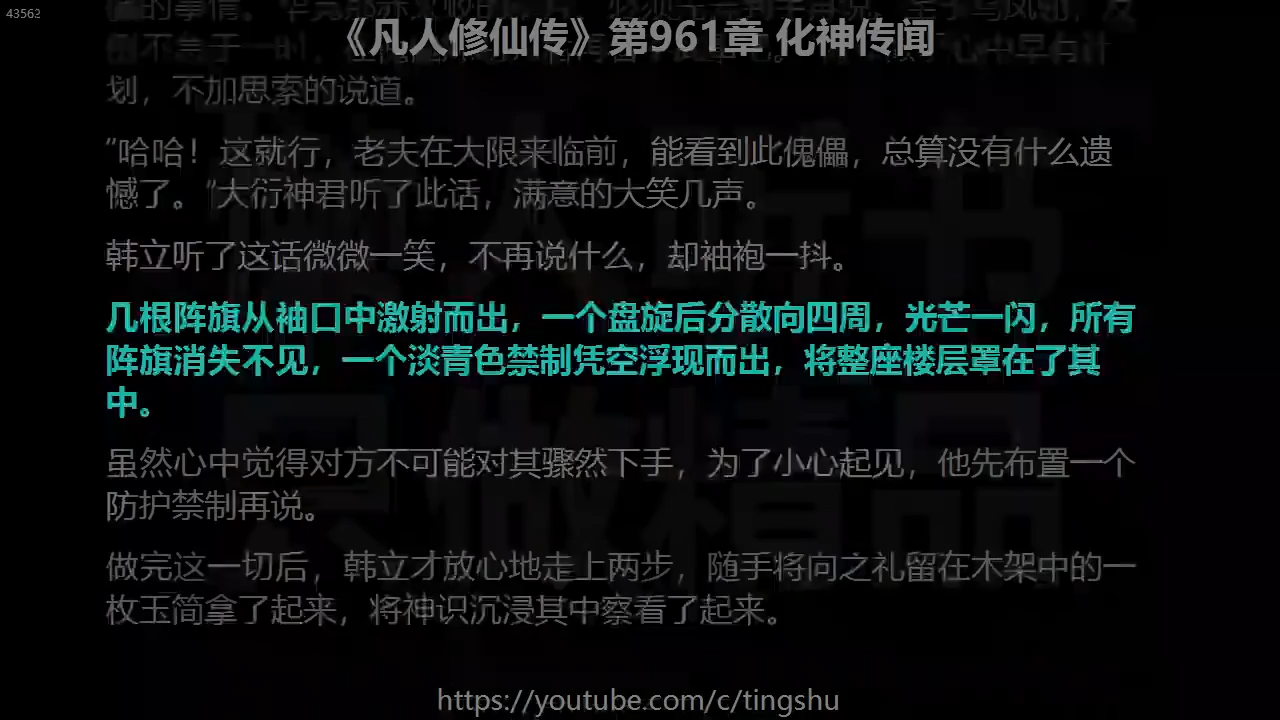 43562
《凡人修仙传》第961章 化神传闻
划，不加思索的说道。
"哈哈！这就行，老夫在大限来临前，能看到此傀儡，总算没有什么遗
憾了。"大衍神君听了此话，满意的大笑几声。
韩立听了这话微微一笑，不再说什么，却袖袍一抖。
几根阵旗从袖口中激射而出，一个盘旋后分散向四周，光芒一闪，所有
阵旗消失不见，一个淡青色禁制凭空浮现而出，将整座楼层罩在了其
中。
虽然心中觉得对方不可能对其骤然下手，为了小心起见，他先布置一个
防护禁制再说。
做完这一切后，韩立才放心地走上两步，随手将向之礼留在木架中的一
枚玉简拿了起来，将神识沉浸其中察看了起来。
懒人听书
只做精品
https://youtube.com/c/tingshu